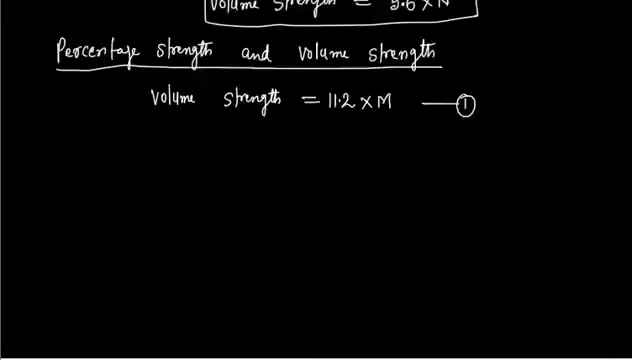 Volume Strength = 5.6 × N
Percentage strength and volume strength
Volume strength = 11.2 × M —— ①